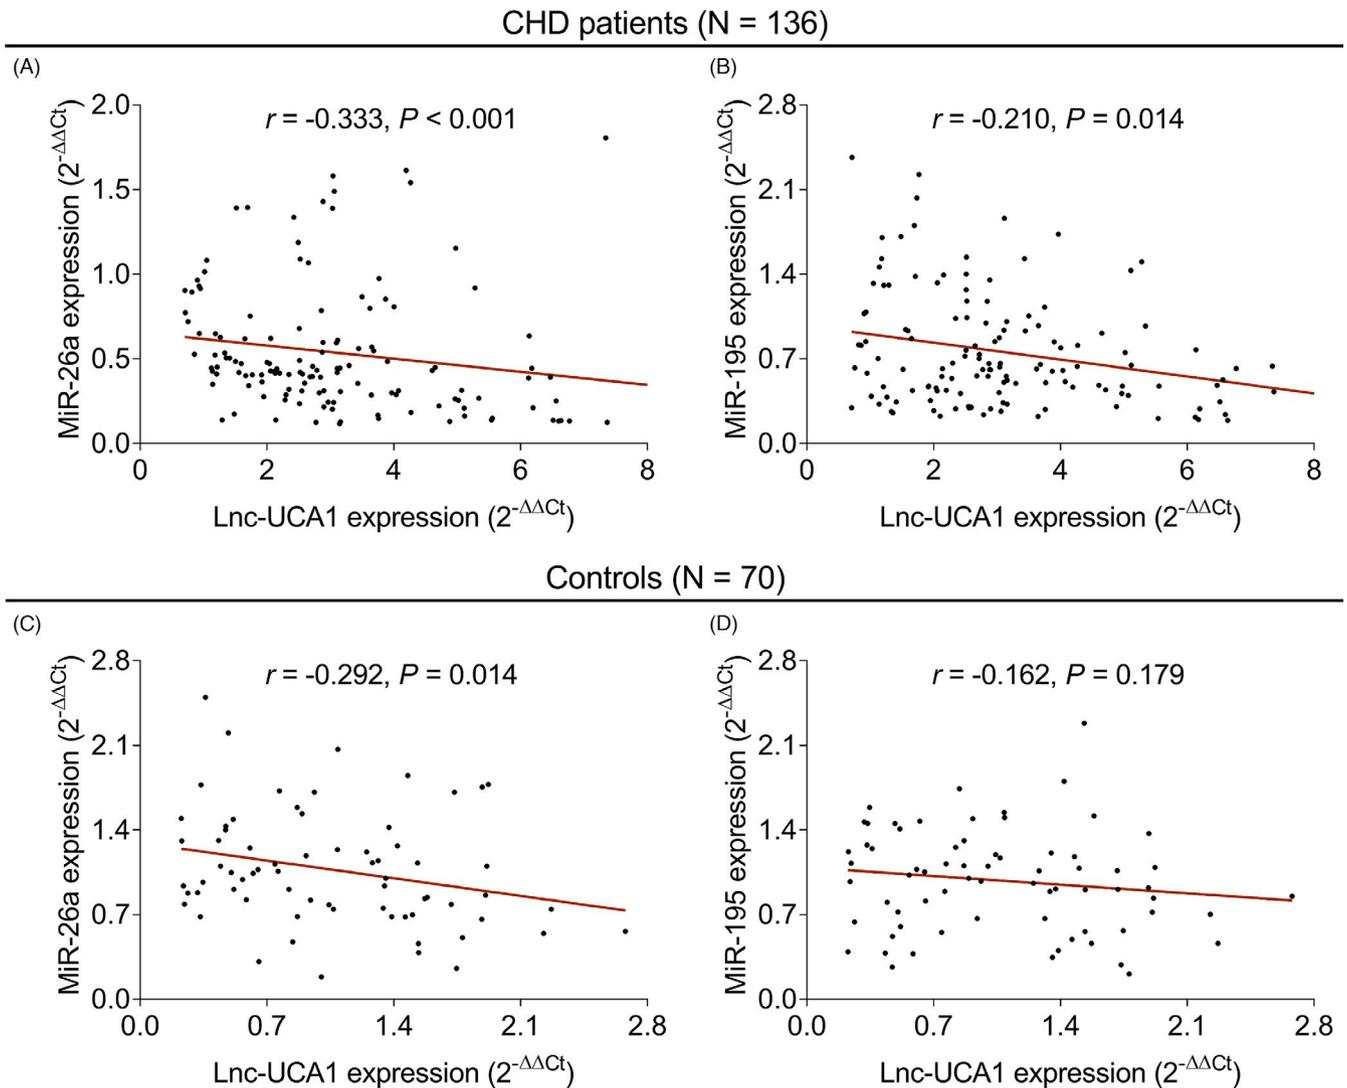 CHD patients (N = 136)
(A)
r = -0.333, P < 0.001
MiR-26a expression (2-ΔΔCt)
2.0
1.5
1.0
0.5
0.0
0 2 4 6 8
Lnc-UCA1 expression (2-ΔΔCt)
(B)
r = -0.210, P = 0.014
MiR-195 expression (2-ΔΔCt)
2.8
2.1
1.4
0.7
0.0
0 2 4 6 8
Lnc-UCA1 expression (2-ΔΔCt)
Controls (N = 70)
(C)
r = -0.292, P = 0.014
MiR-26a expression (2-ΔΔCt)
2.8
2.1
1.4
0.7
0.0
0.0 0.7 1.4 2.1 2.8
Lnc-UCA1 expression (2-ΔΔCt)
(D)
r = -0.162, P = 0.179
MiR-195 expression (2-ΔΔCt)
2.8
2.1
1.4
0.7
0.0
0.0 0.7 1.4 2.1 2.8
Lnc-UCA1 expression (2-ΔΔCt)